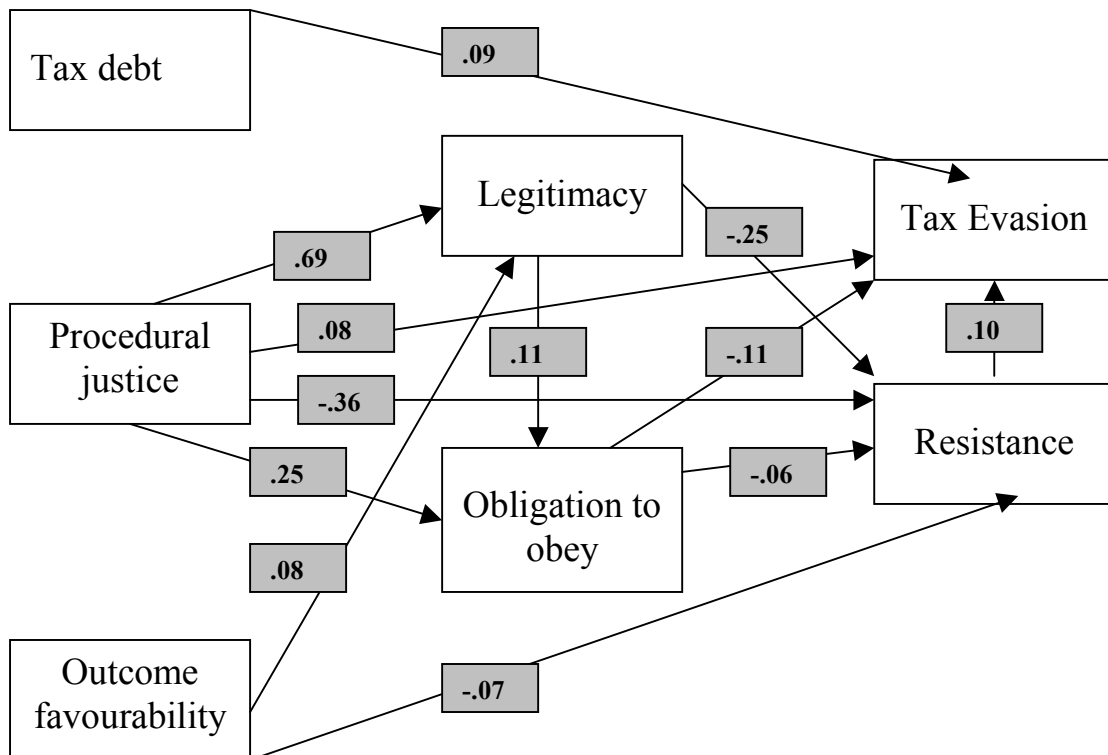 .09
Tax debt
Legitimacy
Tax Evasion
-.25
.69
Procedural
justice
.08
.11
-.11
.10
-.36
Resistance
.25
-.06
Obligation to
obey
.08
Outcome
favourability
-.07